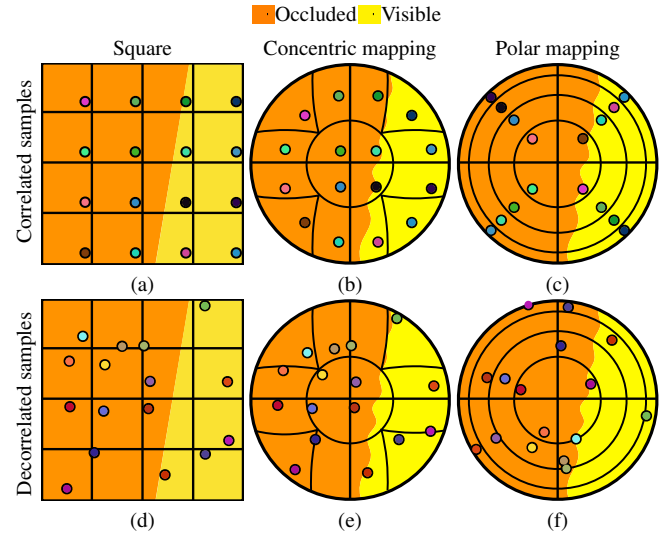 Occluded Visible
Square Concentric mapping Polar mapping
Correlated samples
(a) (b) (c)
Decorrelated samples
(d) (e) (f)